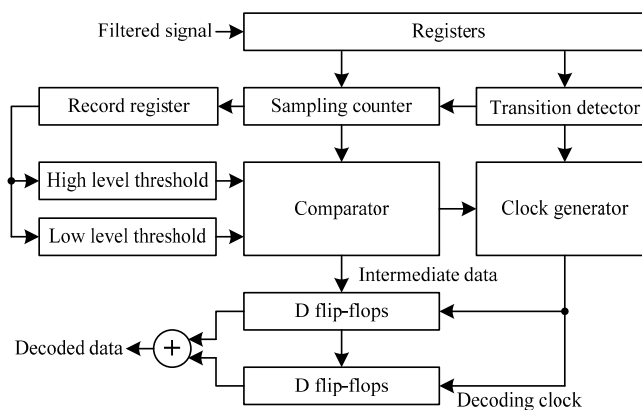 Filtered signal
Registers
Record register
Sampling counter
Transition detector
High level threshold
Low level threshold
Comparator
Clock generator
Intermediate data
D flip-flops
Decoded data
+
D flip-flops
Decoding clock